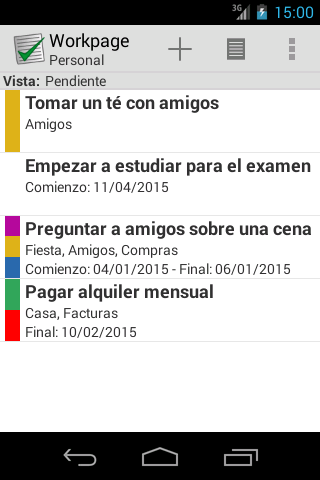 3G 15:00
Workpage
Personal
Vista: Pendiente
Tomar un té con amigos
Amigos
Empezar a estudiar para el examen
Comienzo: 11/04/2015
Preguntar a amigos sobre una cena
Fiesta, Amigos, Compras
Comienzo: 04/01/2015 - Final: 06/01/2015
Pagar alquiler mensual
Casa, Facturas
Final: 10/02/2015